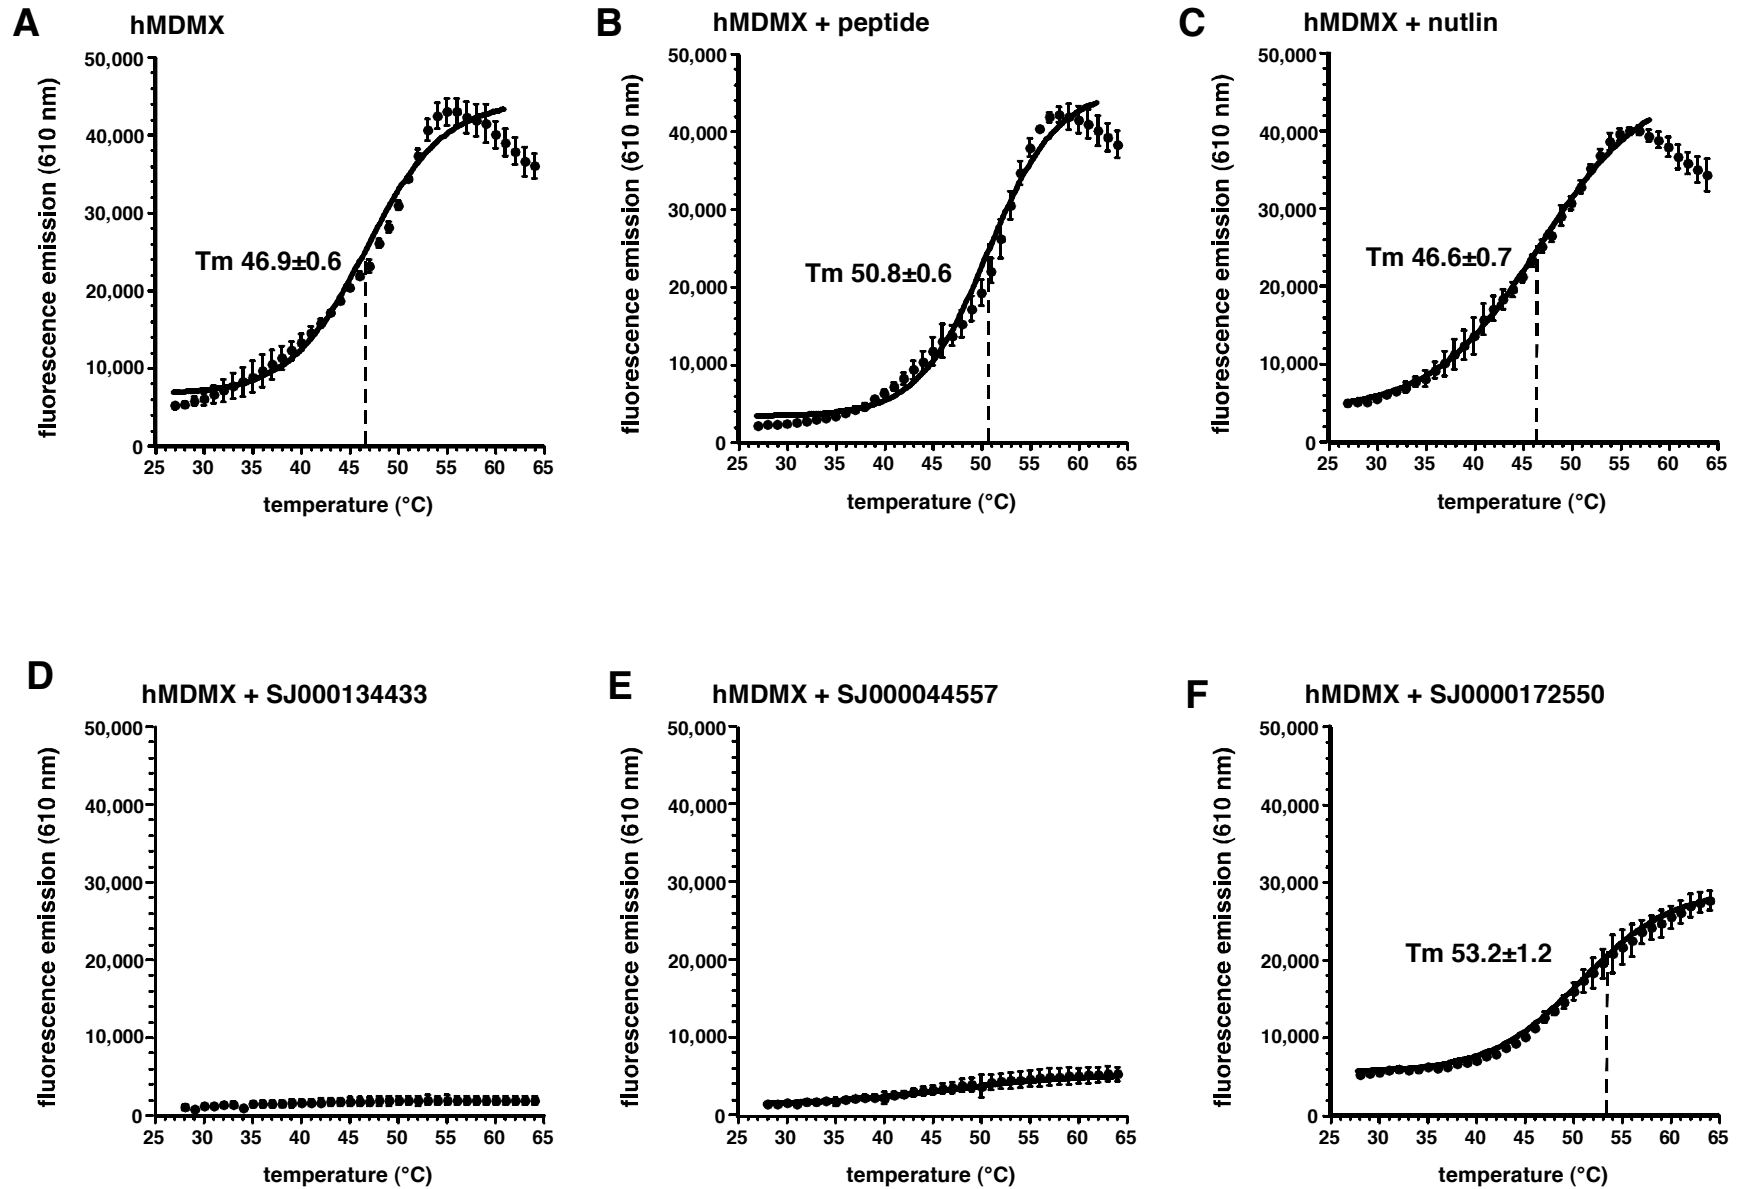 A
hMDMX
50,000
40,000
30,000
20,000
10,000
0
fluorescence emission (610 nm)
Tm 46.9±0.6
25 30 35 40 45 50 55 60 65
temperature (°C)
B
hMDMX + peptide
50,000
40,000
30,000
20,000
10,000
0
fluorescence emission (610 nm)
Tm 50.8±0.6
25 30 35 40 45 50 55 60 65
temperature (°C)
C
hMDMX + nutlin
50,000
40,000
30,000
20,000
10,000
0
fluorescence emission (610 nm)
Tm 46.6±0.7
25 30 35 40 45 50 55 60 65
temperature (°C)
D
hMDMX + SJ000134433
50,000
40,000
30,000
20,000
10,000
0
fluorescence emission (610 nm)
25 30 35 40 45 50 55 60 65
temperature (°C)
E
hMDMX + SJ000044557
50,000
40,000
30,000
20,000
10,000
0
fluorescence emission (610 nm)
25 30 35 40 45 50 55 60 65
temperature (°C)
F
hMDMX + SJ0000172550
50,000
40,000
30,000
20,000
10,000
0
fluorescence emission (610 nm)
Tm 53.2±1.2
25 30 35 40 45 50 55 60 65
temperature (°C)